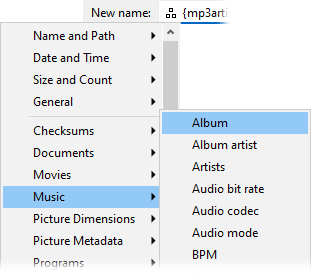 New name: {mp3arti
Name and Path
Date and Time
Size and Count
General
Checksums
Documents
Movies
Music
Picture Dimensions
Picture Metadata
Programs
Album
Album artist
Artists
Audio bit rate
Audio codec
Audio mode
BPM